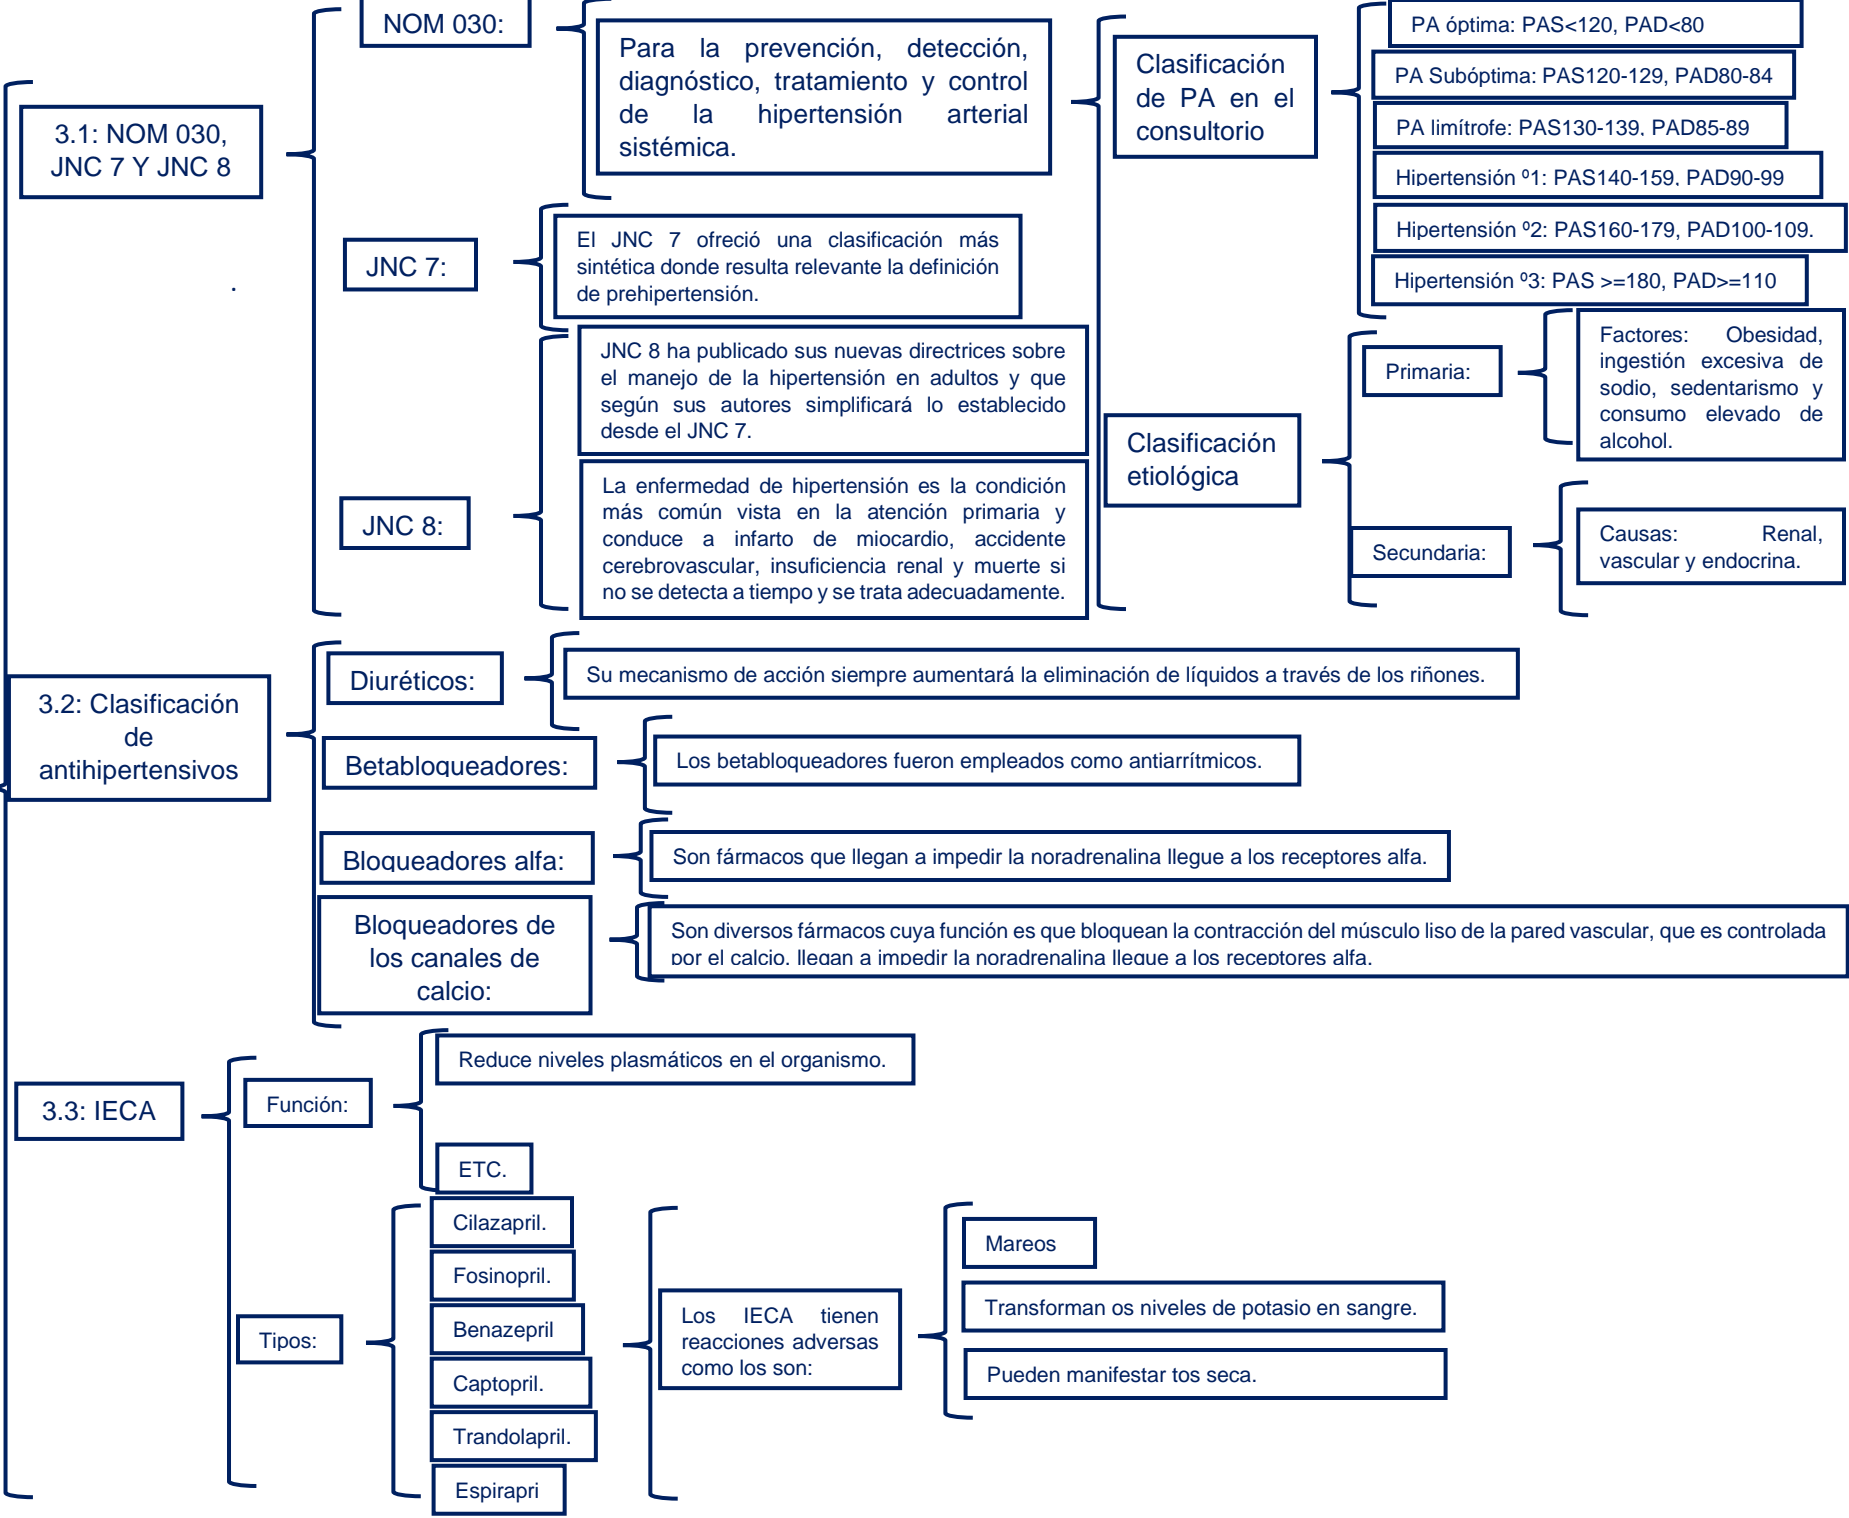 3.1: NOM 030,
JNC 7 Y JNC 8
.
NOM 030:
Para la prevención, detección,
diagnóstico, tratamiento y control
de la hipertensión arterial
sistémica.
Clasificación
de PA en el
consultorio
PA óptima: PAS<120, PAD<80
PA Subóptima: PAS120-129, PAD80-84
PA limítrofe: PAS130-139, PAD85-89
Hipertensión º1: PAS140-159, PAD90-99
Hipertensión º2: PAS160-179, PAD100-109.
Hipertensión º3: PAS >=180, PAD>=110
Clasificación
etiológica
Primaria:
Factores: Obesidad,
ingestión excesiva de
sodio, sedentarismo y
consumo elevado de
alcohol.
Secundaria:
Causas: Renal,
vascular y endocrina.
JNC 7:
El JNC 7 ofreció una clasificación más
sintética donde resulta relevante la definición
de prehipertensión.
JNC 8:
JNC 8 ha publicado sus nuevas directrices sobre
el manejo de la hipertensión en adultos y que
según sus autores simplificará lo establecido
desde el JNC 7.
La enfermedad de hipertensión es la condición
más común vista en la atención primaria y
conduce a infarto de miocardio, accidente
cerebrovascular, insuficiencia renal y muerte si
no se detecta a tiempo y se trata adecuadamente.
3.2: Clasificación
de
antihipertensivos
Diuréticos:
Su mecanismo de acción siempre aumentará la eliminación de líquidos a través de los riñones.
Betabloqueadores:
Los betabloqueadores fueron empleados como antiarrítmicos.
Bloqueadores alfa:
Son fármacos que llegan a impedir la noradrenalina llegue a los receptores alfa.
Bloqueadores de
los canales de
calcio:
Son diversos fármacos cuya función es que bloquean la contracción del músculo liso de la pared vascular, que es controlada
por el calcio. llegan a impedir la noradrenalina llegue a los receptores alfa.
3.3: IECA
Función:
Reduce niveles plasmáticos en el organismo.
ETC.
Tipos:
Cilazapril.
Fosinopril.
Benazepril
Captopril.
Trandolapril.
Espirapri
Los IECA tienen
reacciones adversas
como los son:
Mareos
Transforman os niveles de potasio en sangre.
Pueden manifestar tos seca.